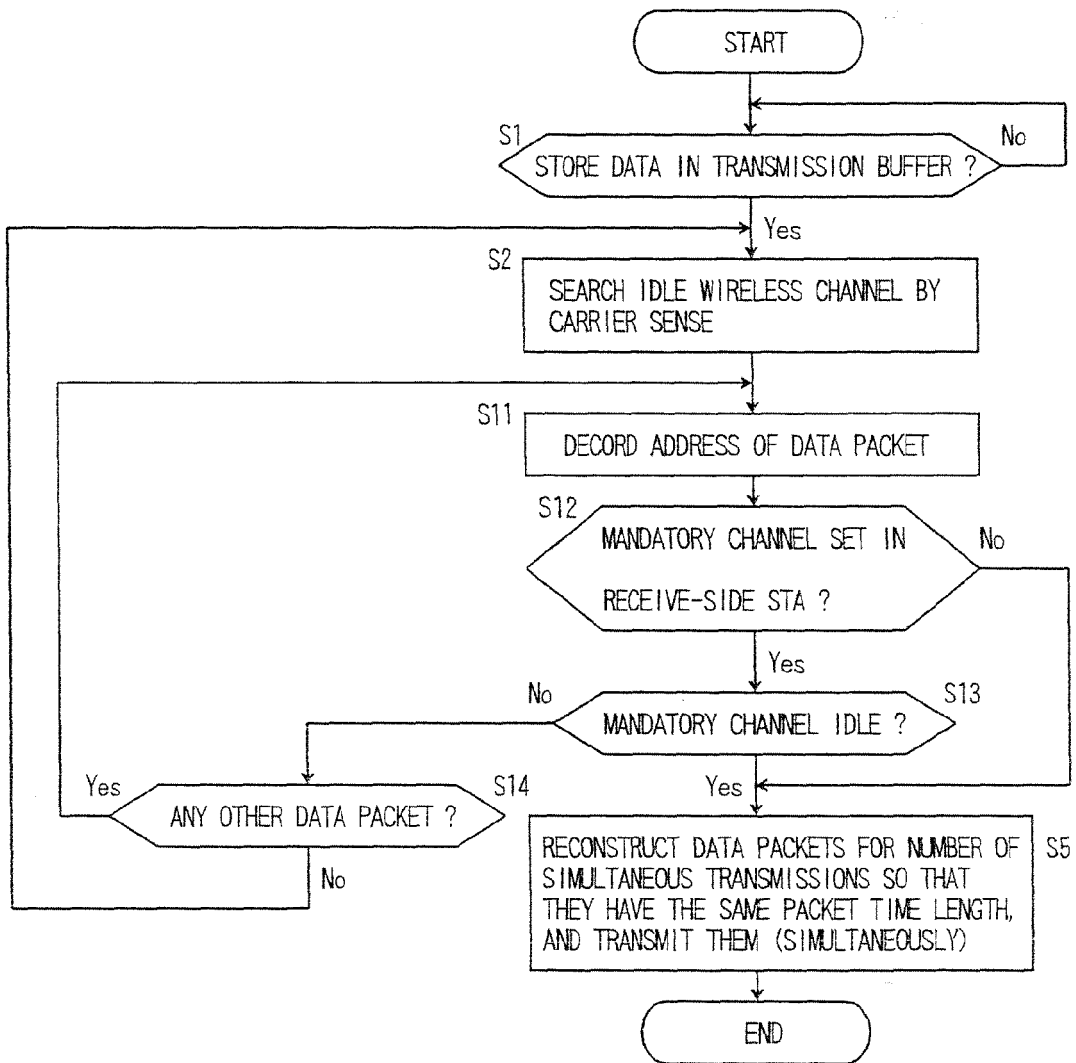 START
S1
STORE DATA IN TRANSMISSION BUFFER ?
No
Yes
S2
SEARCH IDLE WIRELESS CHANNEL BY
CARRIER SENSE
S11
DECORD ADDRESS OF DATA PACKET
S12
MANDATORY CHANNEL SET IN
RECEIVE-SIDE STA ?
No
Yes
No
S13
MANDATORY CHANNEL IDLE ?
Yes
Yes
S14
ANY OTHER DATA PACKET ?
No
RECONSTRUCT DATA PACKETS FOR NUMBER OF
SIMULTANEOUS TRANSMISSIONS SO THAT
THEY HAVE THE SAME PACKET TIME LENGTH,
AND TRANSMIT THEM (SIMULTANEOUSLY)
S5
END